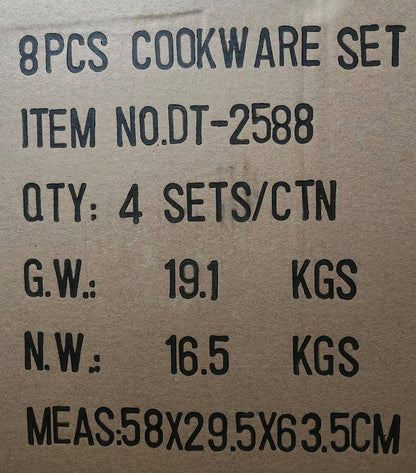 8PCS COOKWARE SET
ITEM NO.DT-2588
QTY: 4 SETS/CTN
G.W.: 19.1 KGS
N.W.: 16.5 KGS
MEAS:58X29.5X63.5CM